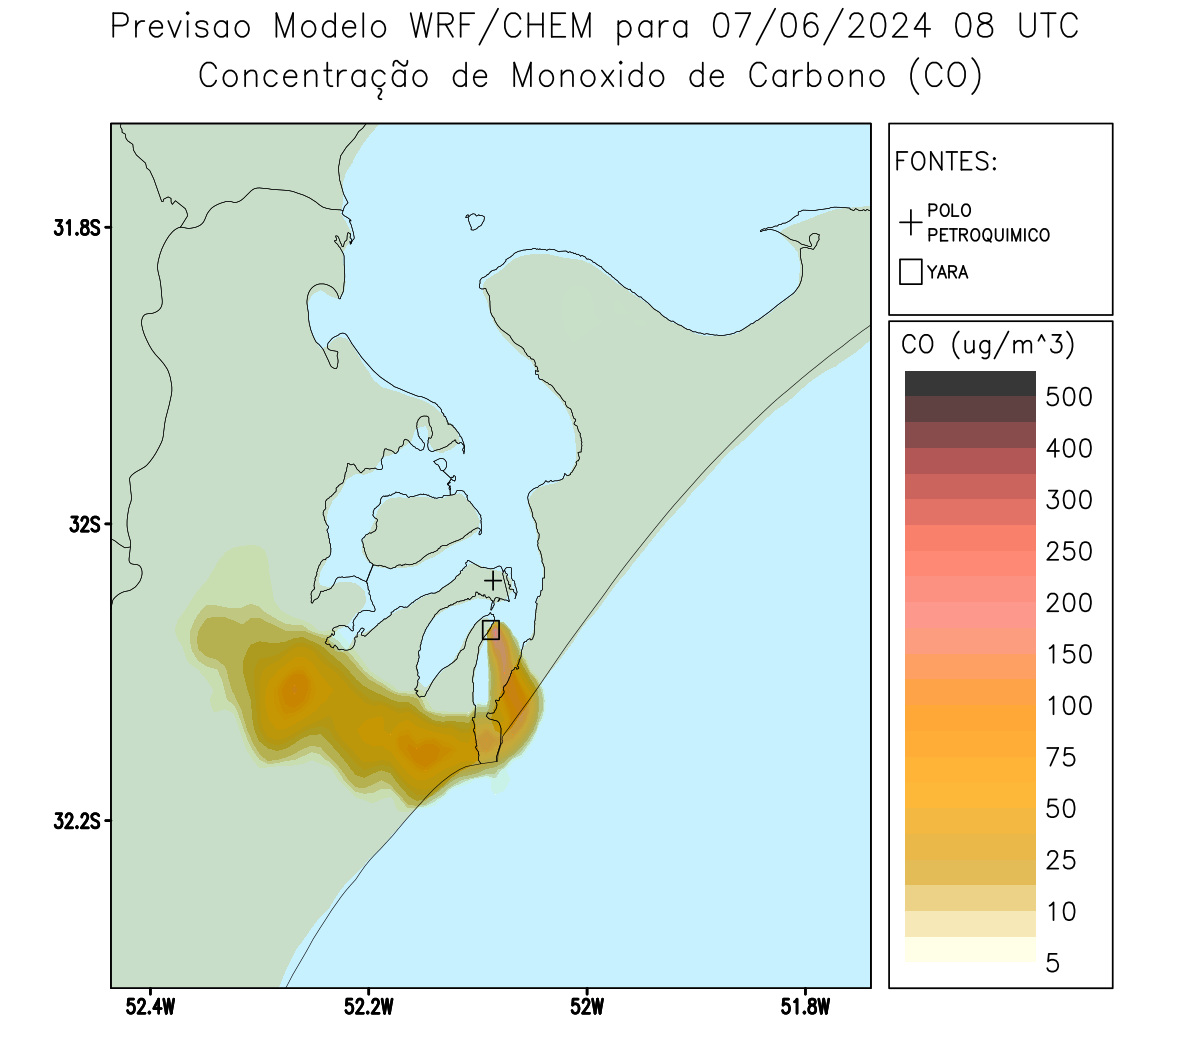 Previsao Modelo WRF/CHEM para 07/06/2024 08 UTC
Concentração de Monoxido de Carbono (CO)
FONTES:
POLO
PETROQUIMICO
YARA
CO (ug/m^3)
500
400
300
250
200
150
100
75
50
25
10
5
31.8S
32S
32.2S
52.4W
52.2W
52W
51.8W